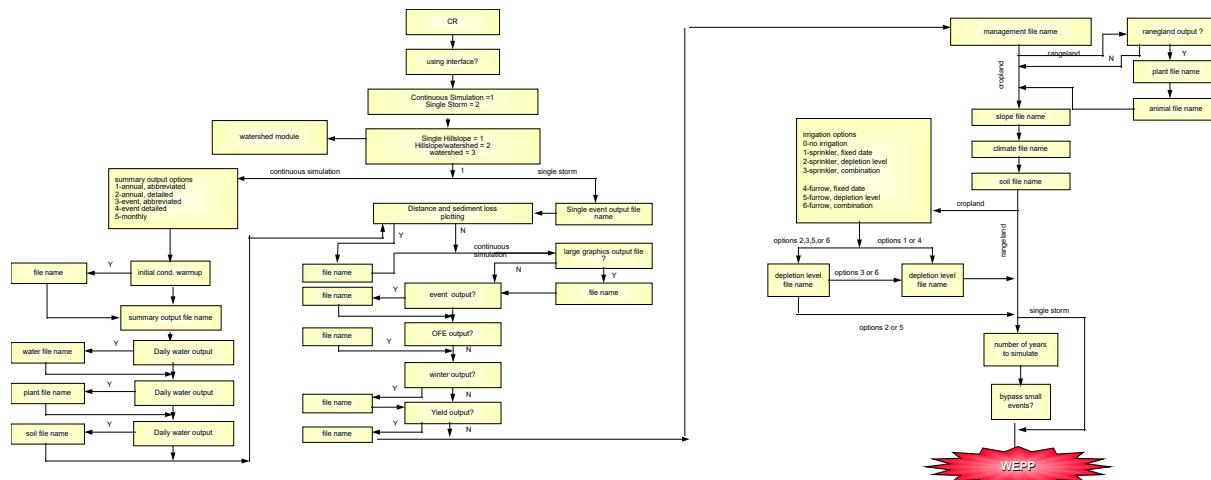 CR
using interface?
Continuous Simulation =1
Single Storm = 2
watershed module
Single Hillslope = 1
Hillslope/watershed = 2
watershed = 3
continuous simulation
1
single storm
summary output options
1-annual, abbreviated
2-annual, detailed
3-event, abbreviated
4-event detailed
5-monthly
Distance and sediment loss
plotting
Single event output file
name
Y
N
continuous
simulation
large graphics output file
?
file name
Y
initial cond. warmup
file name
N
Y
file name
Y
event output?
file name
summary output file name
OFE output?
file name
Y
N
water file name
Y
Daily water output
winter output?
Y
N
plant file name
Y
Daily water output
file name
Yield output?
soil file name
Y
Daily water output
file name
Y
N
management file name
ranegland output ?
rangeland
N
Y
cropland
plant file name
animal file name
slope file name
climate file name
soil file name
irrigation options
0-no irrigation
1-sprinkler, fixed date
2-sprinkler, depletion level
3-sprinkler, combination
4-furrow, fixed date
5-furrow, depletion level
6-furrow, combination
cropland
rangeland
options 2,3,5,or 6
options 1 or 4
depletion level
file name
options 3 or 6
depletion level
file name
options 2 or 5
single storm
number of years
to simulate
bypass small
events?
WEPP